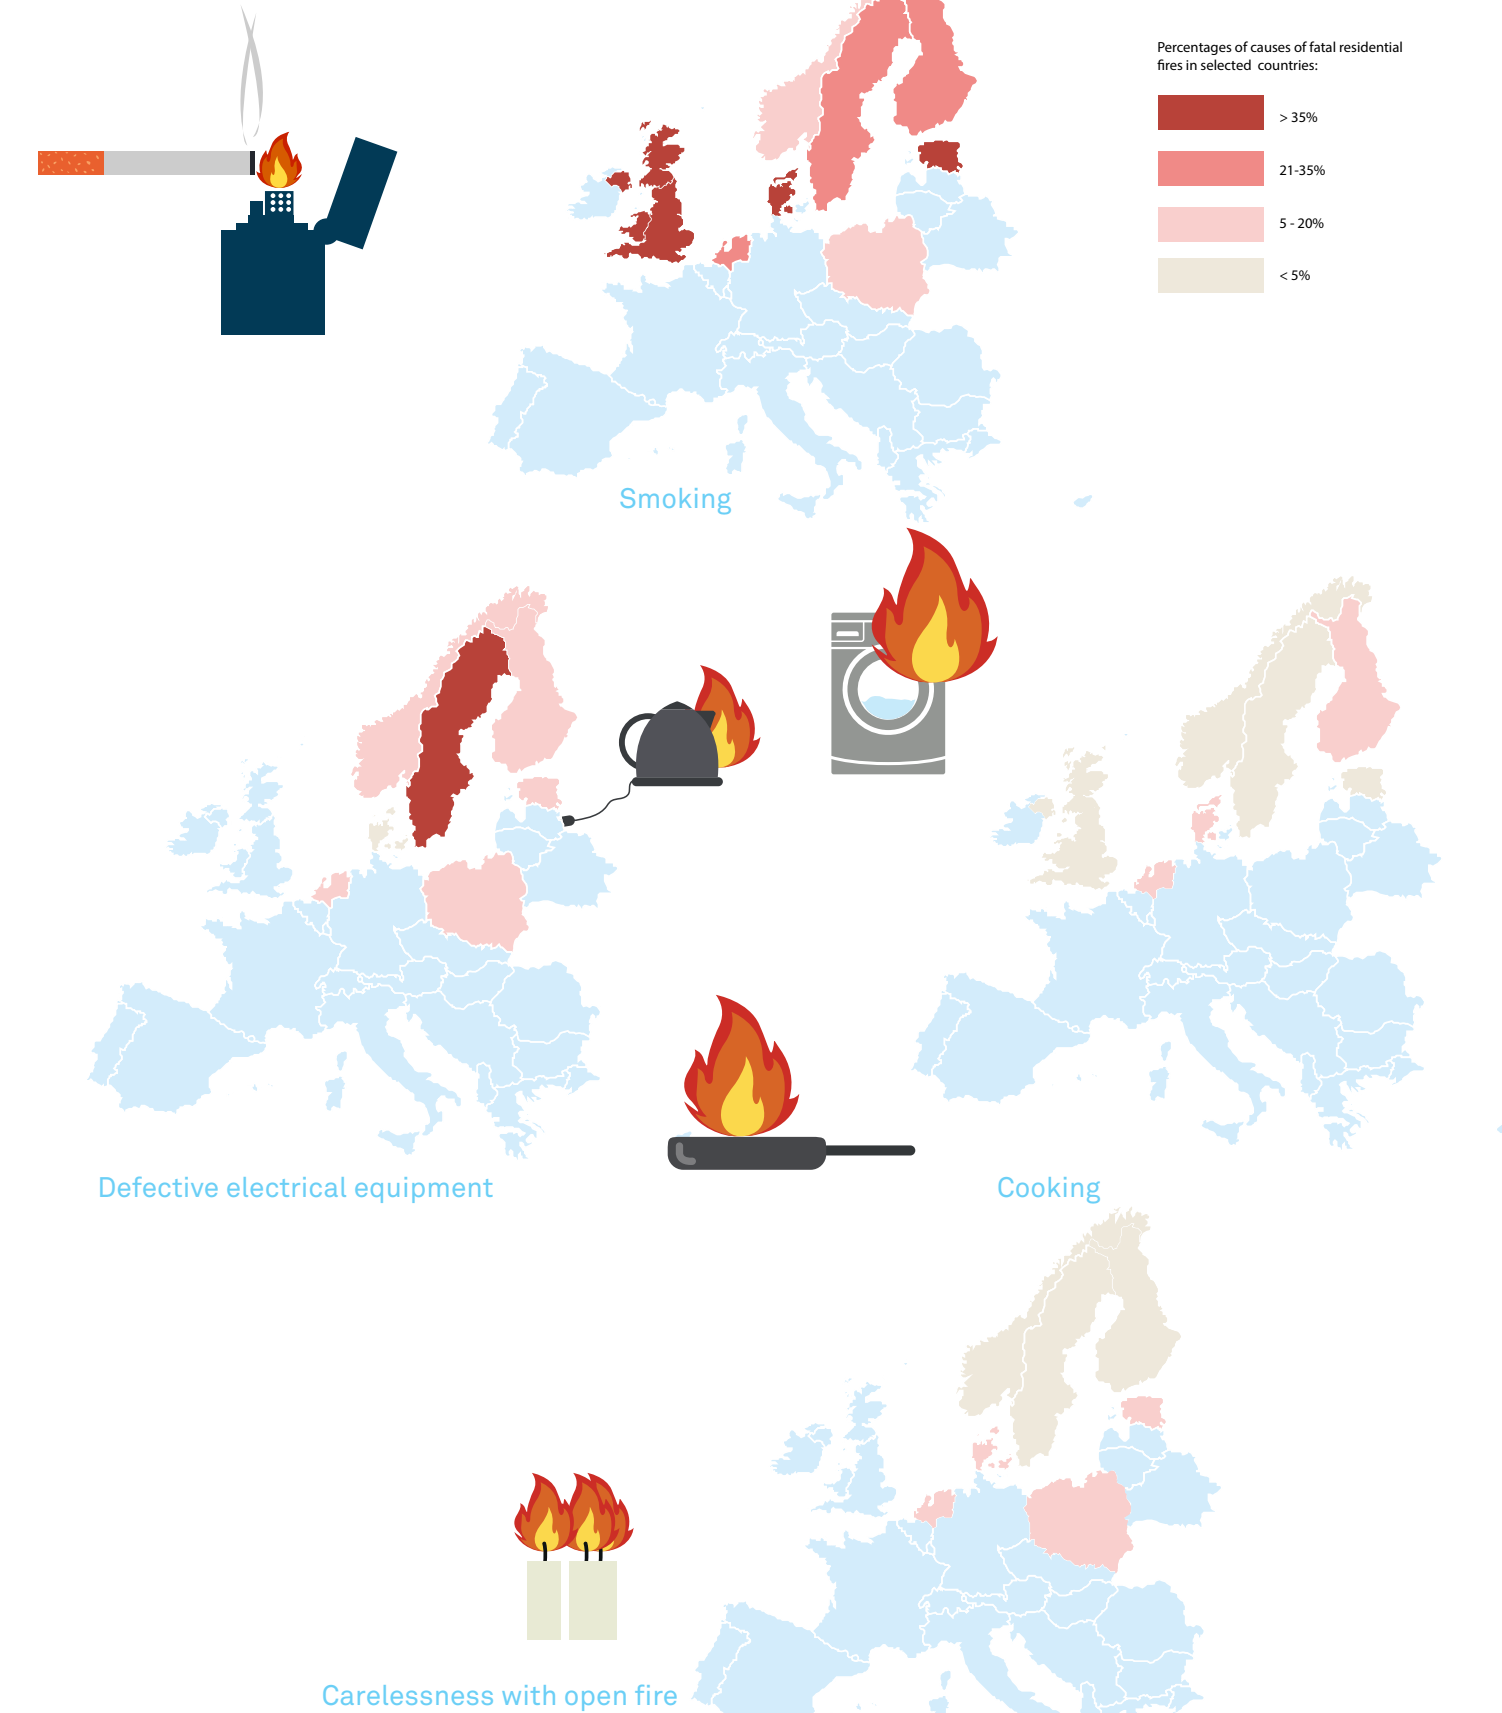 Percentages of causes of fatal residential
fires in selected countries:
> 35%
21-35%
5 - 20%
< 5%
Smoking
Defective electrical equipment
Cooking
Carelessness with open fire